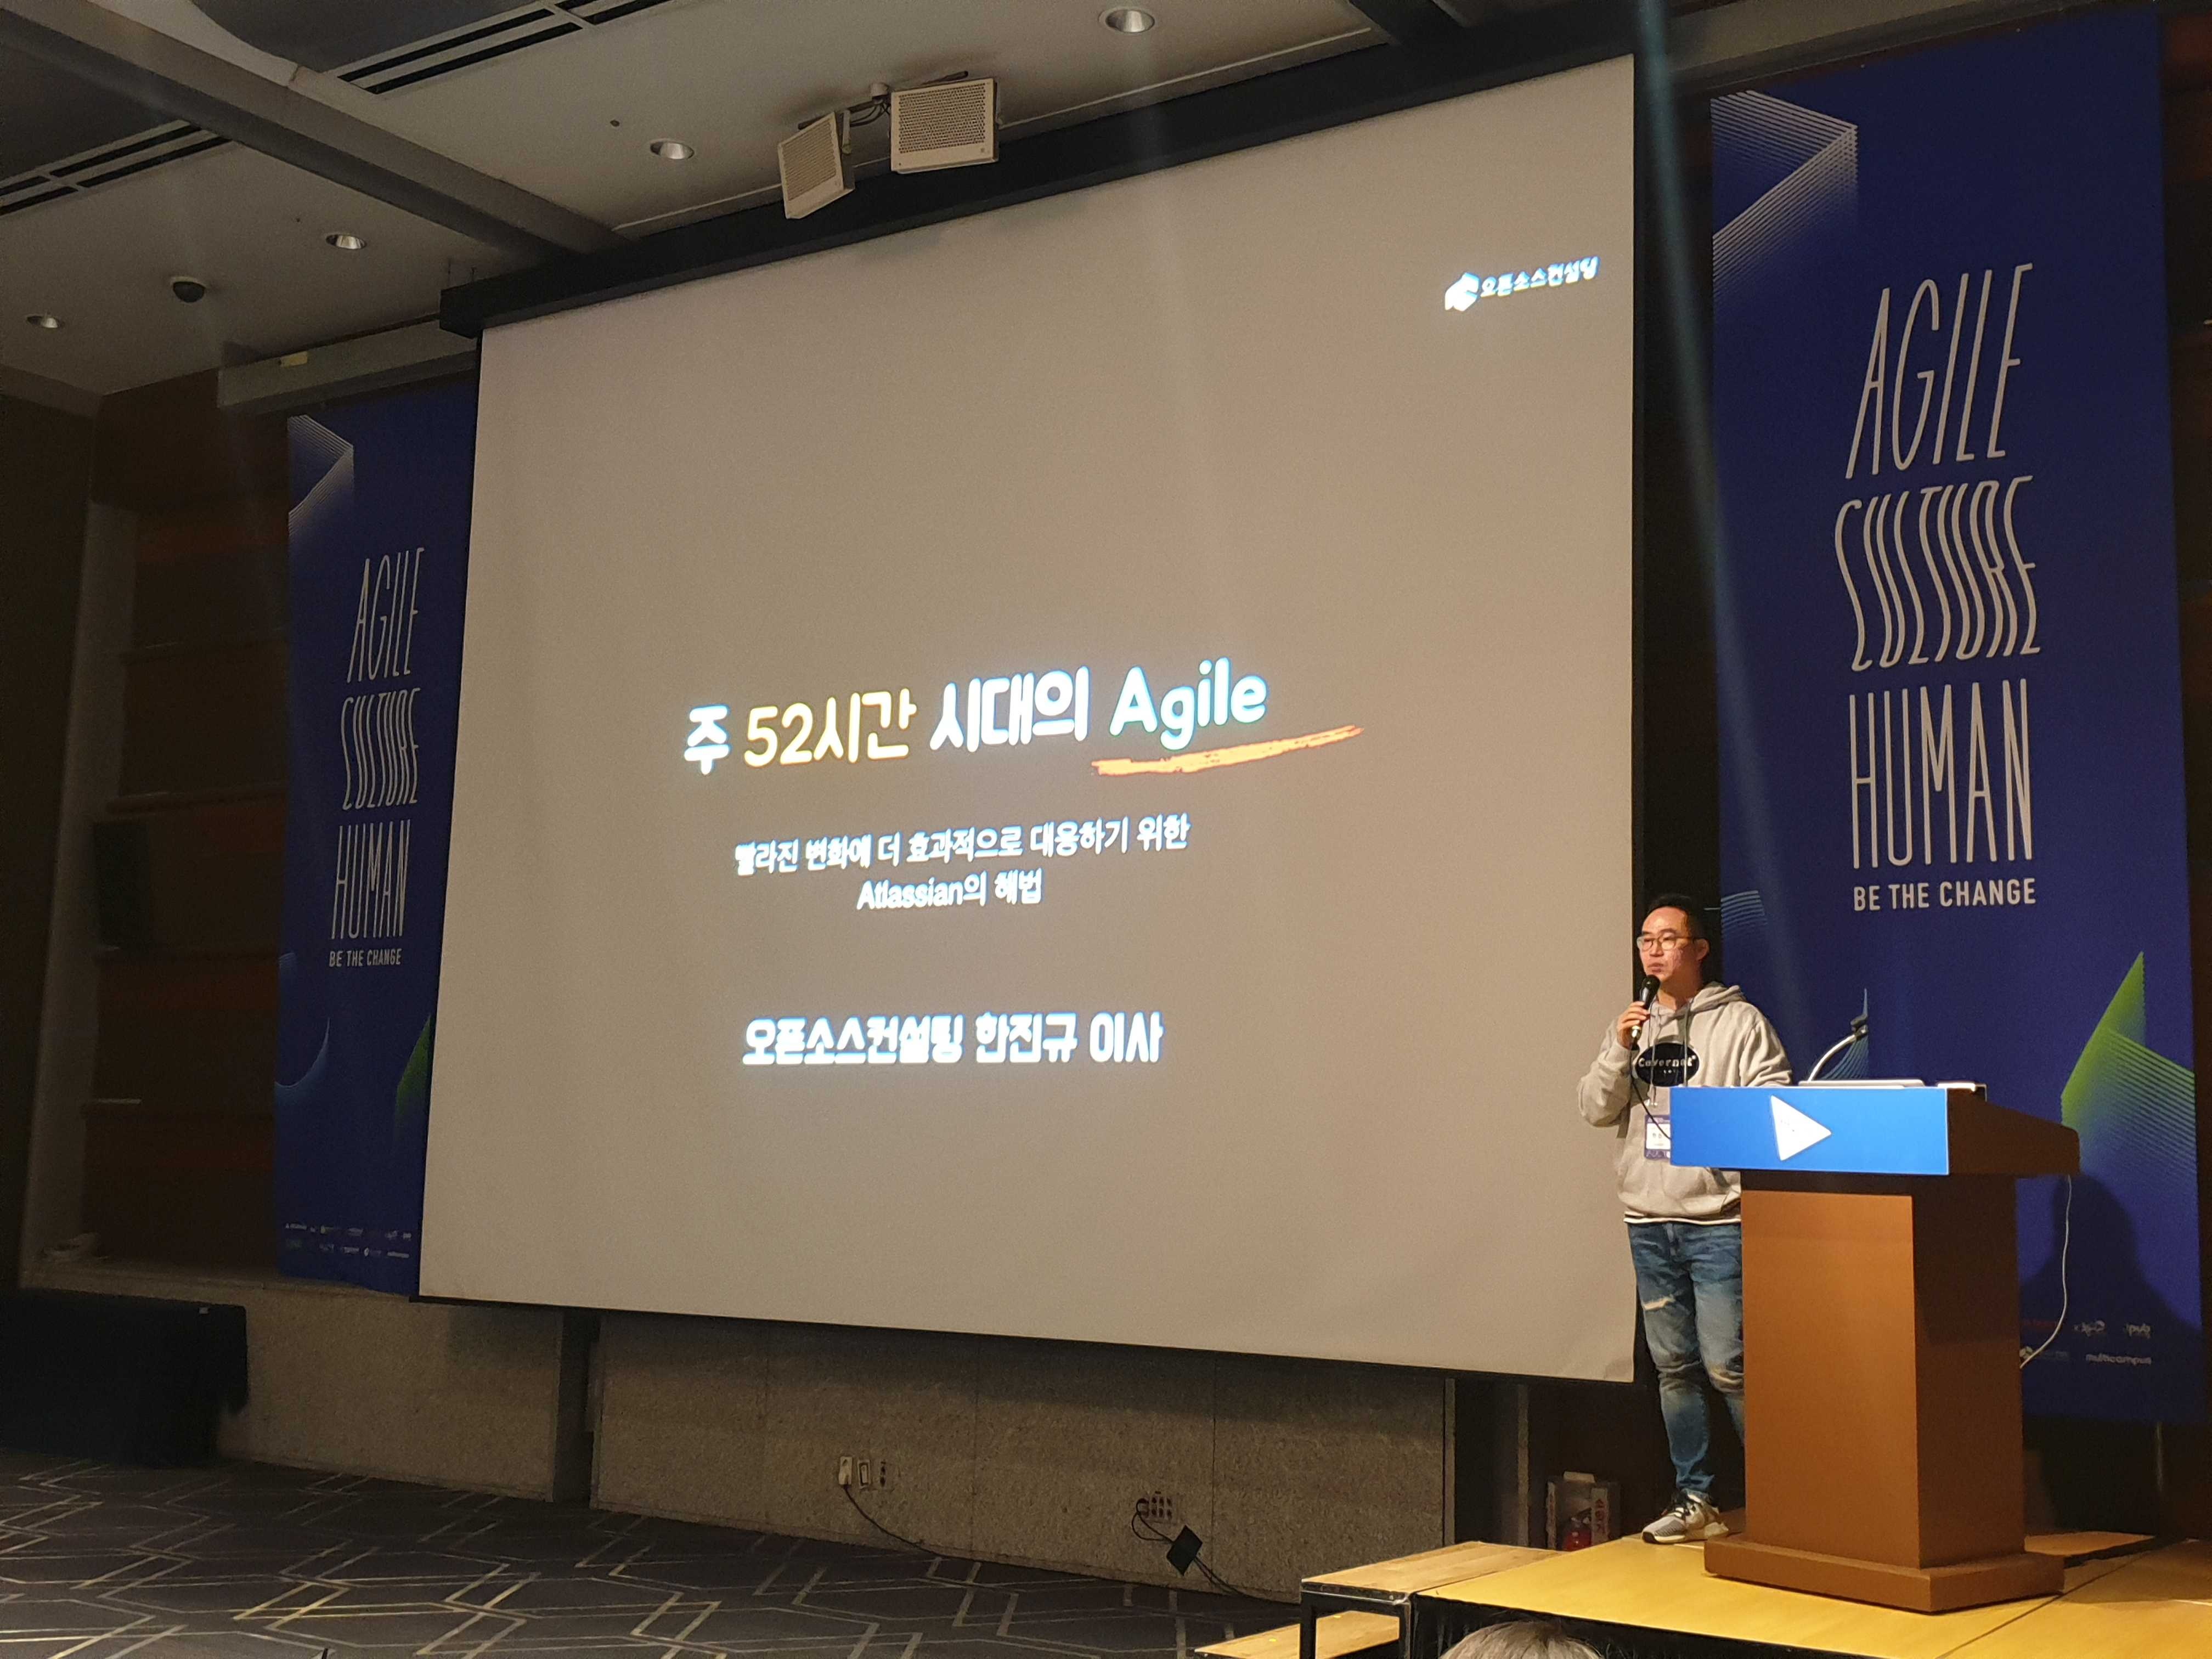 오픈소스컨설팅
주 52시간 시대의 Agile
빨라진 변화에 더 효과적으로 대응하기 위한
Atlassian의 해법
오픈소스컨설팅 한진규 이사
AGILE
CULTURE
HUMAN
BE THE CHANGE
AGILE
CULTURE
HUMAN
BE THE CHANGE
Covernat
multicampus